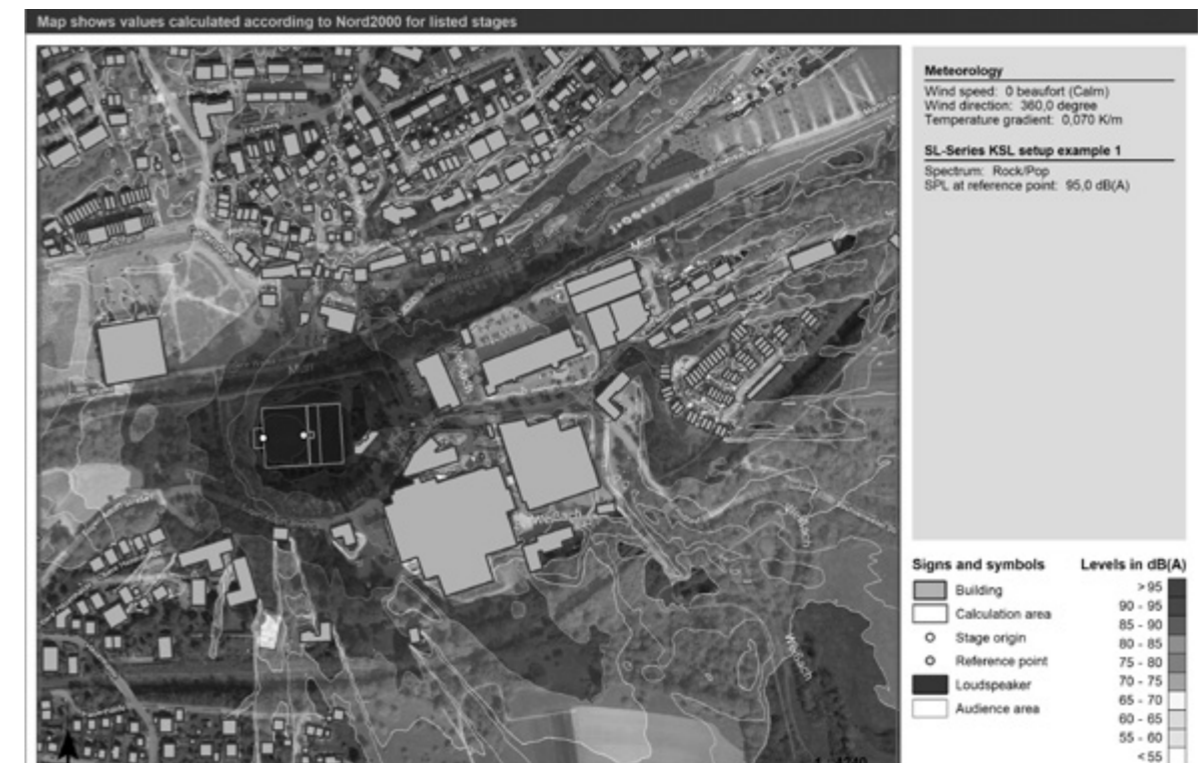 Map shows values calculated according to Nord2000 for listed stages
Meteorology
Wind speed: 0 beaufort (Calm)
Wind direction: 360,0 degree
Temperature gradient: 0,070 K/m
SL-Series KSL setup example 1
Spectrum: Rock/Pop
SPL at reference point: 95,0 dB(A)
Murr
Murr
Signs and symbols
Building
Calculation area
Stage origin
Reference point
Loudspeaker
Audience area
Levels in dB(A)
> 95
90 - 95
85 - 90
80 - 85
75 - 80
70 - 75
65 - 70
60 - 65
55 - 60
< 55